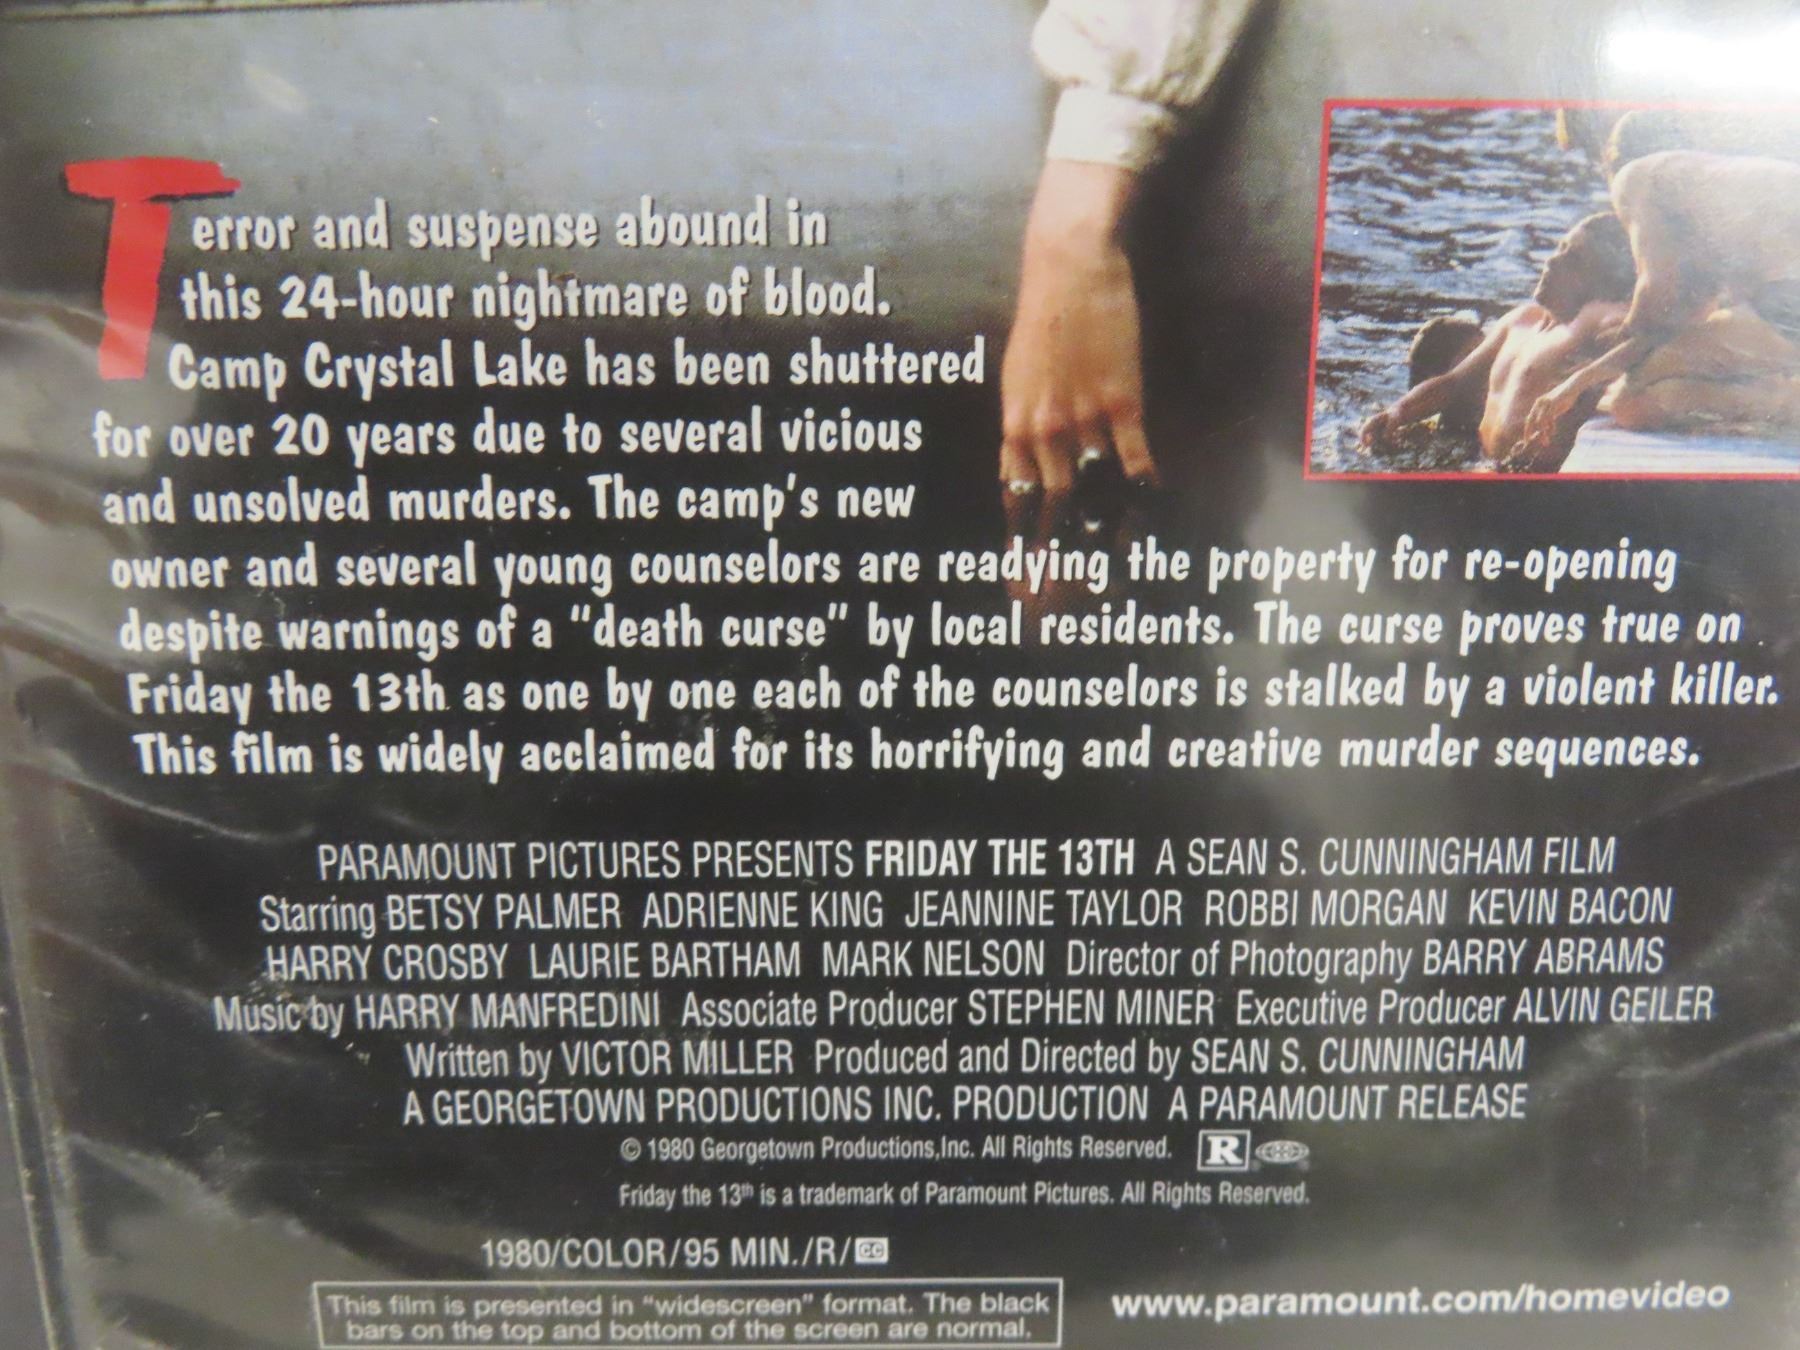 Terror and suspense abound in
this 24-hour nightmare of blood.
Camp Crystal Lake has been shuttered
for over 20 years due to several vicious
and unsolved murders. The camp's new
owner and several young counselors are readying the property for re-opening
despite warnings of a "death curse" by local residents. The curse proves true on
Friday the 13th as one by one each of the counselors is stalked by a violent killer.
This film is widely acclaimed for its horrifying and creative murder sequences.
PARAMOUNT PICTURES PRESENTS FRIDAY THE 13TH A SEAN S. CUNNINGHAM FILM
Starring BETSY PALMER ADRIENNE KING JEANNINE TAYLOR ROBBI MORGAN KEVIN BACON
HARRY CROSBY LAURIE BARTHAM MARK NELSON Director of Photography BARRY ABRAMS
Music by HARRY MANFREDINI Associate Producer STEPHEN MINER Executive Producer ALVIN GEILER
Written by VICTOR MILLER Produced and Directed by SEAN S. CUNNINGHAM
A GEORGETOWN PRODUCTIONS INC. PRODUCTION A PARAMOUNT RELEASE
© 1980 Georgetown Productions,Inc. All Rights Reserved. R
Friday the 13th is a trademark of Paramount Pictures. All Rights Reserved.
1980/COLOR/95 MIN./R/CC
This film is presented in "widescreen" format. The black
bars on the top and bottom of the screen are normal.
www.paramount.com/homevideo